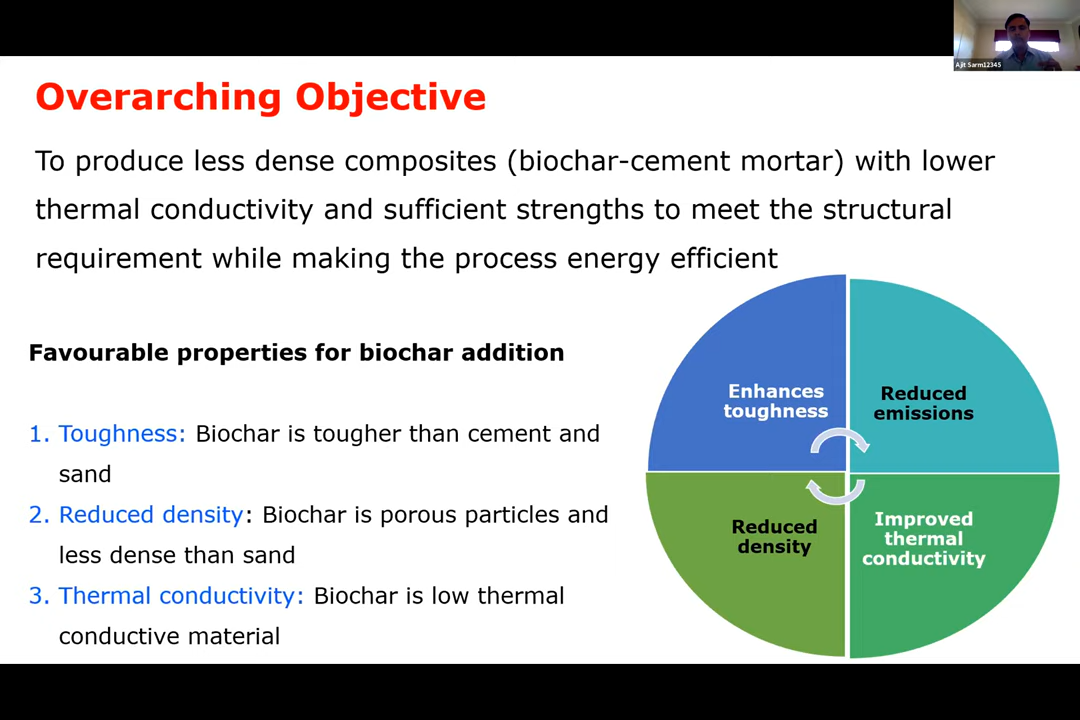 Ajit Sarm12345
Overarching Objective
To produce less dense composites (biochar-cement mortar) with lower
thermal conductivity and sufficient strengths to meet the structural
requirement while making the process energy efficient
Favourable properties for biochar addition
1. Toughness: Biochar is tougher than cement and
sand
2. Reduced density: Biochar is porous particles and
less dense than sand
3. Thermal conductivity: Biochar is low thermal
conductive material
Enhances
toughness
Reduced
emissions
Reduced
density
Improved
thermal
conductivity